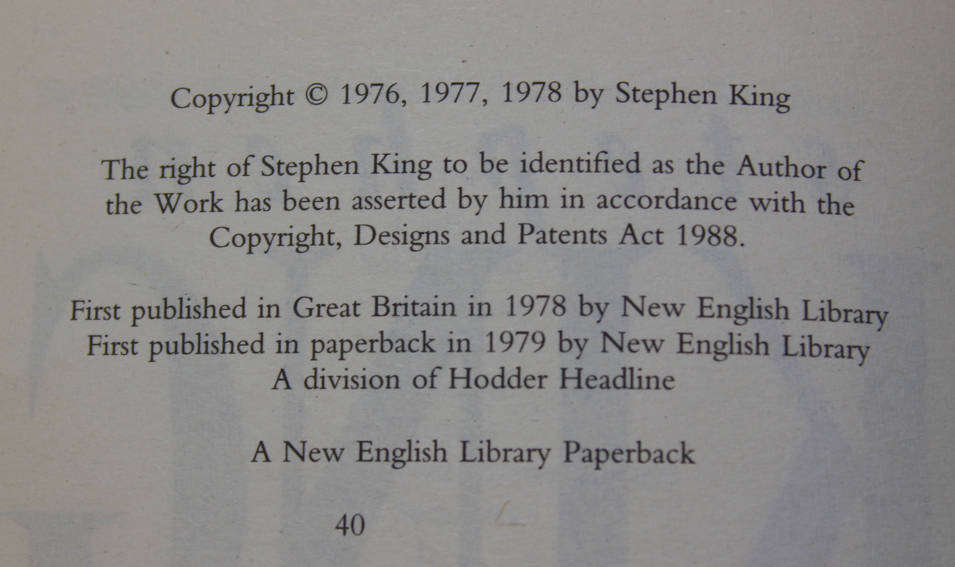 Copyright © 1976, 1977, 1978 by Stephen King
The right of Stephen King to be identified as the Author of
the Work has been asserted by him in accordance with the
Copyright, Designs and Patents Act 1988.
First published in Great Britain in 1978 by New English Library
First published in paperback in 1979 by New English Library
A division of Hodder Headline
A New English Library Paperback
40